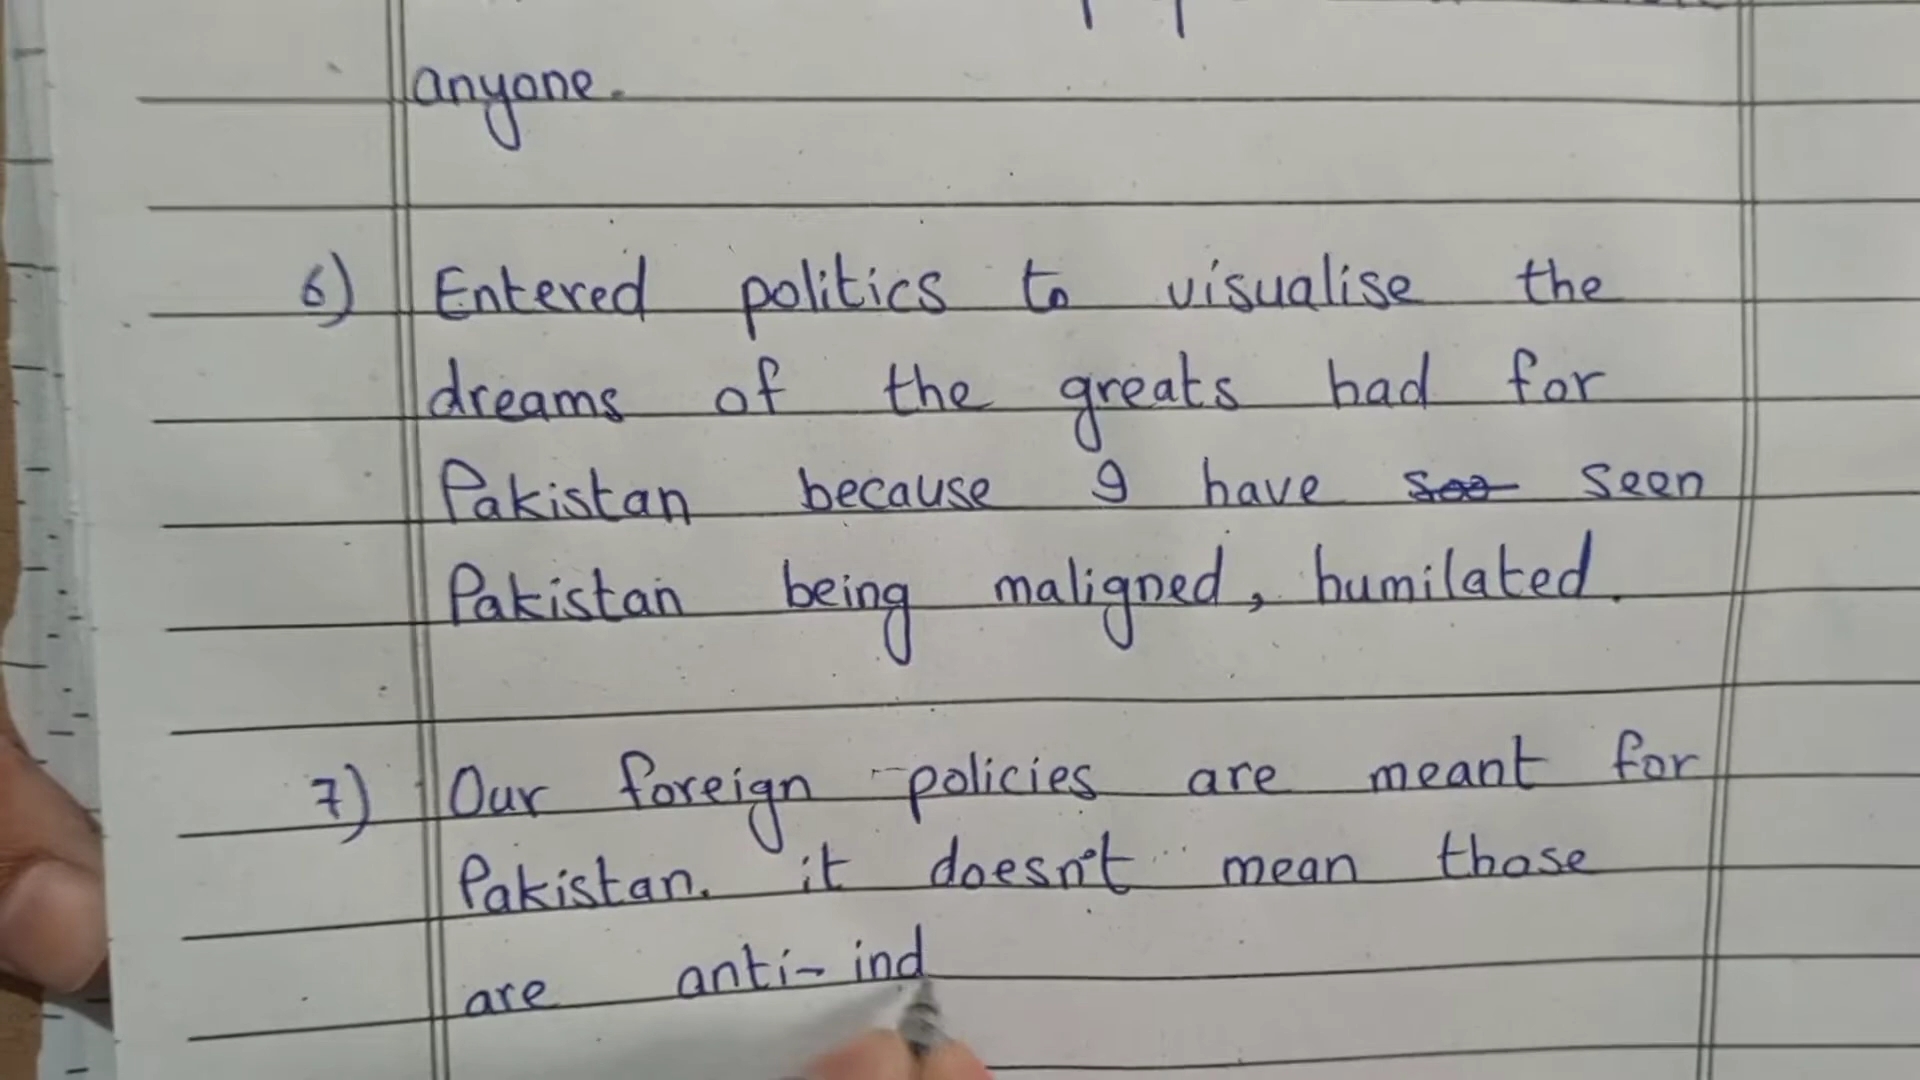 anyone.
6) Entered politics to visualise the
dreams of the greats had for
Pakistan because I have seen
Pakistan being maligned, humilated.
7) Our foreign policies are meant for
Pakistan. it doesn't mean those
are anti-ind